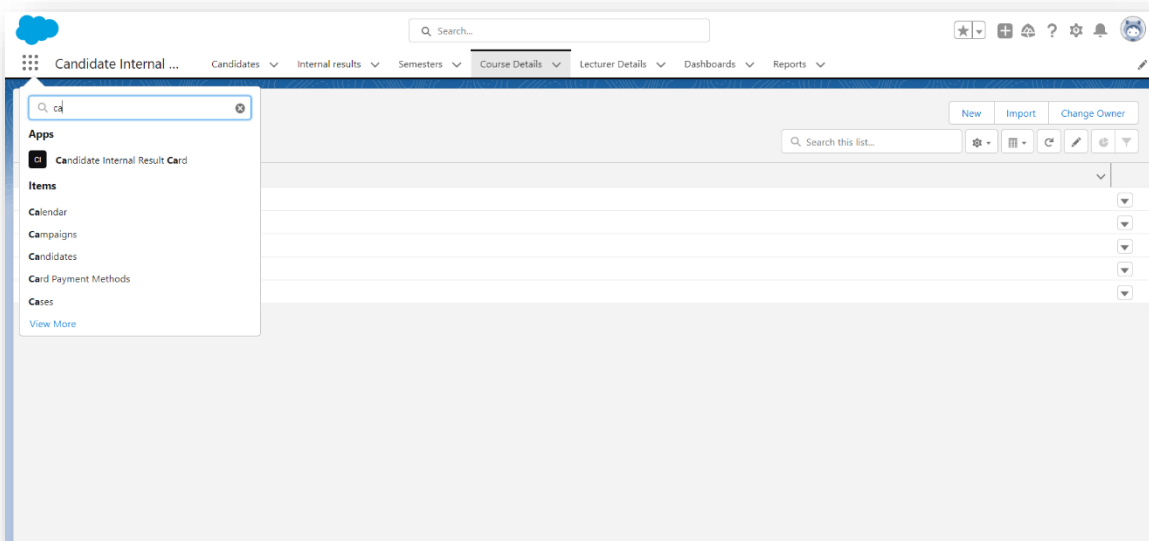 Search...
Candidate Internal ... Candidates Internal results Semesters Course Details Lecturer Details Dashboards Reports
ca
New Import Change Owner
Apps
Search this list...
CI Candidate Internal Result Card
Items
Calendar
Campaigns
Candidates
Card Payment Methods
Cases
View More